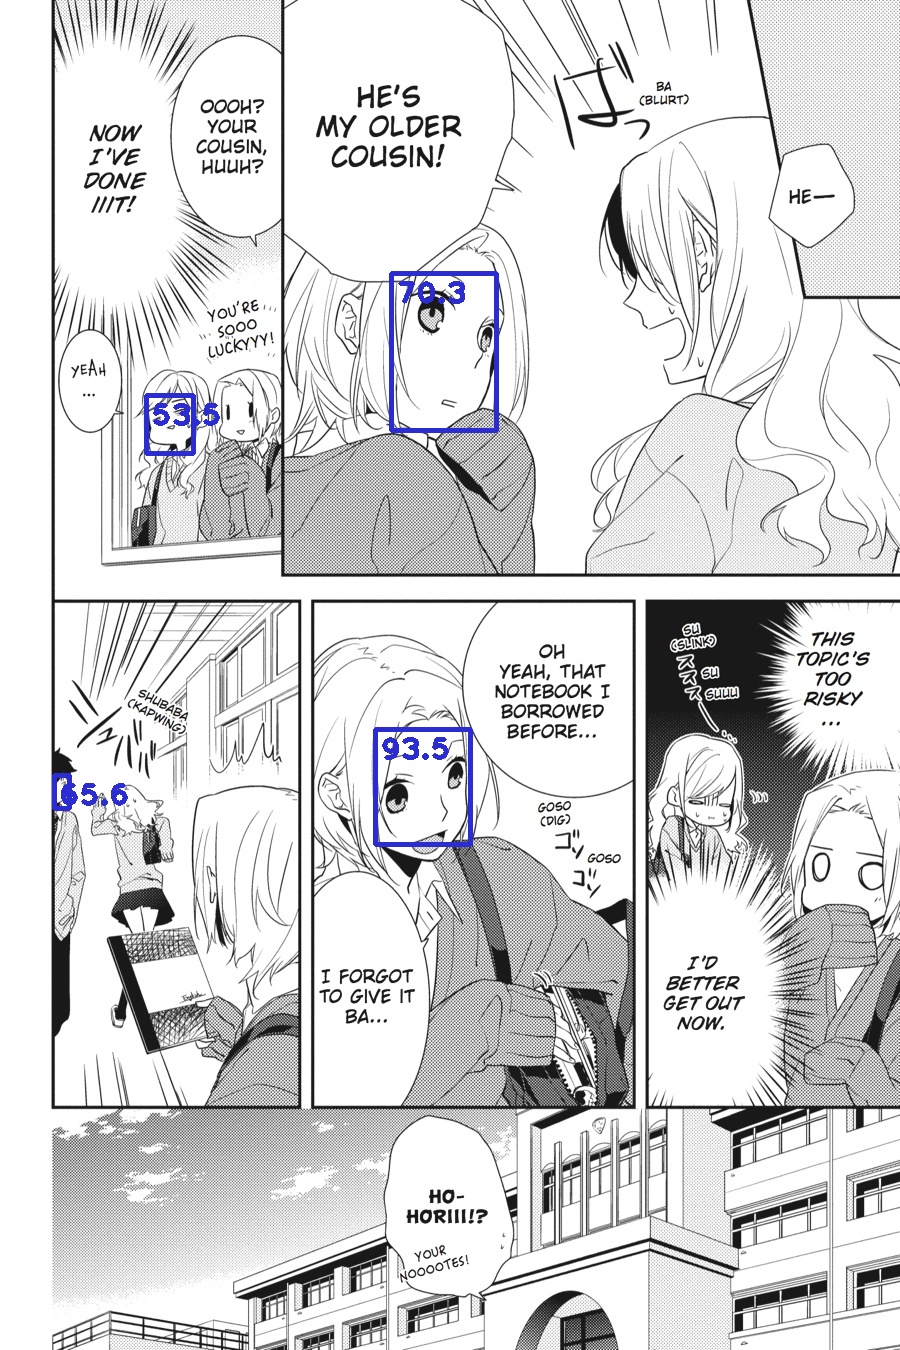 HE—
BA
(BLURT)
ばっ
HE'S
MY OLDER
COUSIN!
OOOH?
YOUR
COUSIN,
HUUH?
NOW
I'VE
DONE
IIIT!
YOU'RE
SOOO
LUCKYYY!
YEAH
...
70.3
53.5
THIS
TOPIC'S
TOO
RISKY
...
SU
(SLINK)
ススス
SU
SUUU
I'D
BETTER
GET OUT
NOW.
OH
YEAH, THAT
NOTEBOOK I
BORROWED
BEFORE...
93.5
GOSO
(DIG)
ゴソ
GOSO
ゴソ
I FORGOT
TO GIVE IT
BA...
SHUBABA
(KAPWING)
65.6
English
HO-
HORIII!?
YOUR
NOOOOTES!